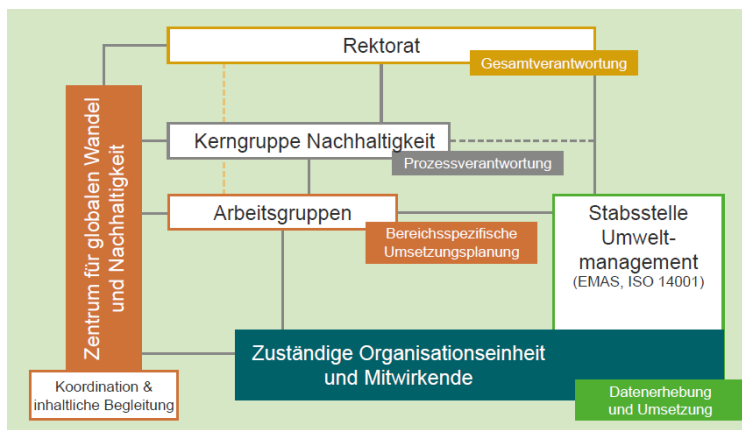 Rektorat
Gesamtverantwortung
Zentrum für globalen Wandel
und Nachhaltigkeit
Kerngruppe Nachhaltigkeit
Prozessverantwortung
Arbeitsgruppen
Bereichsspezifische
Umsetzungsplanung
Stabsstelle
Umwelt-
management
(EMAS, ISO 14001)
Zuständige Organisationseinheit
und Mitwirkende
Koordination &
inhaltliche Begleitung
Datenerhebung
und Umsetzung